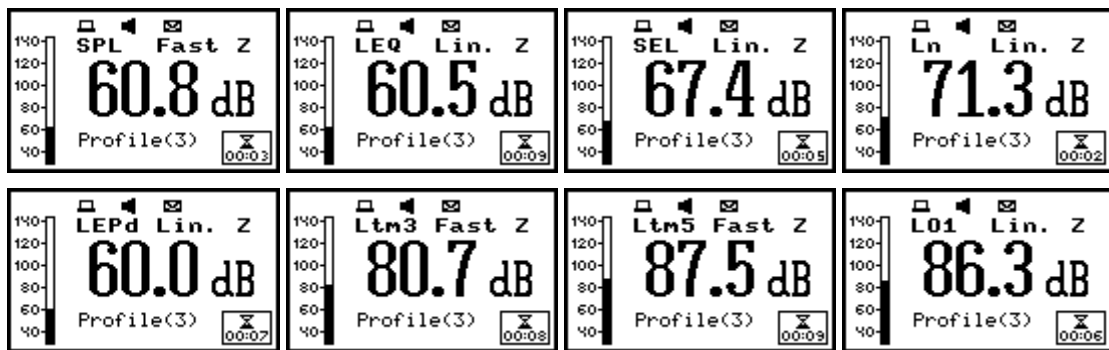 SPL Fast Z
140
120
100
80
60
40
60.8 dB
Profile(3)
00:03
LEQ Lin. Z
140
120
100
80
60
40
60.5 dB
Profile(3)
00:09
SEL Lin. Z
140
120
100
80
60
40
67.4 dB
Profile(3)
00:05
Ln Lin. Z
140
120
100
80
60
40
71.3 dB
Profile(3)
00:02
LEPd Lin. Z
140
120
100
80
60
40
60.0 dB
Profile(3)
00:07
Ltm3 Fast Z
140
120
100
80
60
40
80.7 dB
Profile(3)
00:08
Ltm5 Fast Z
140
120
100
80
60
40
87.5 dB
Profile(3)
00:09
L01 Lin. Z
140
120
100
80
60
40
86.3 dB
Profile(3)
00:06